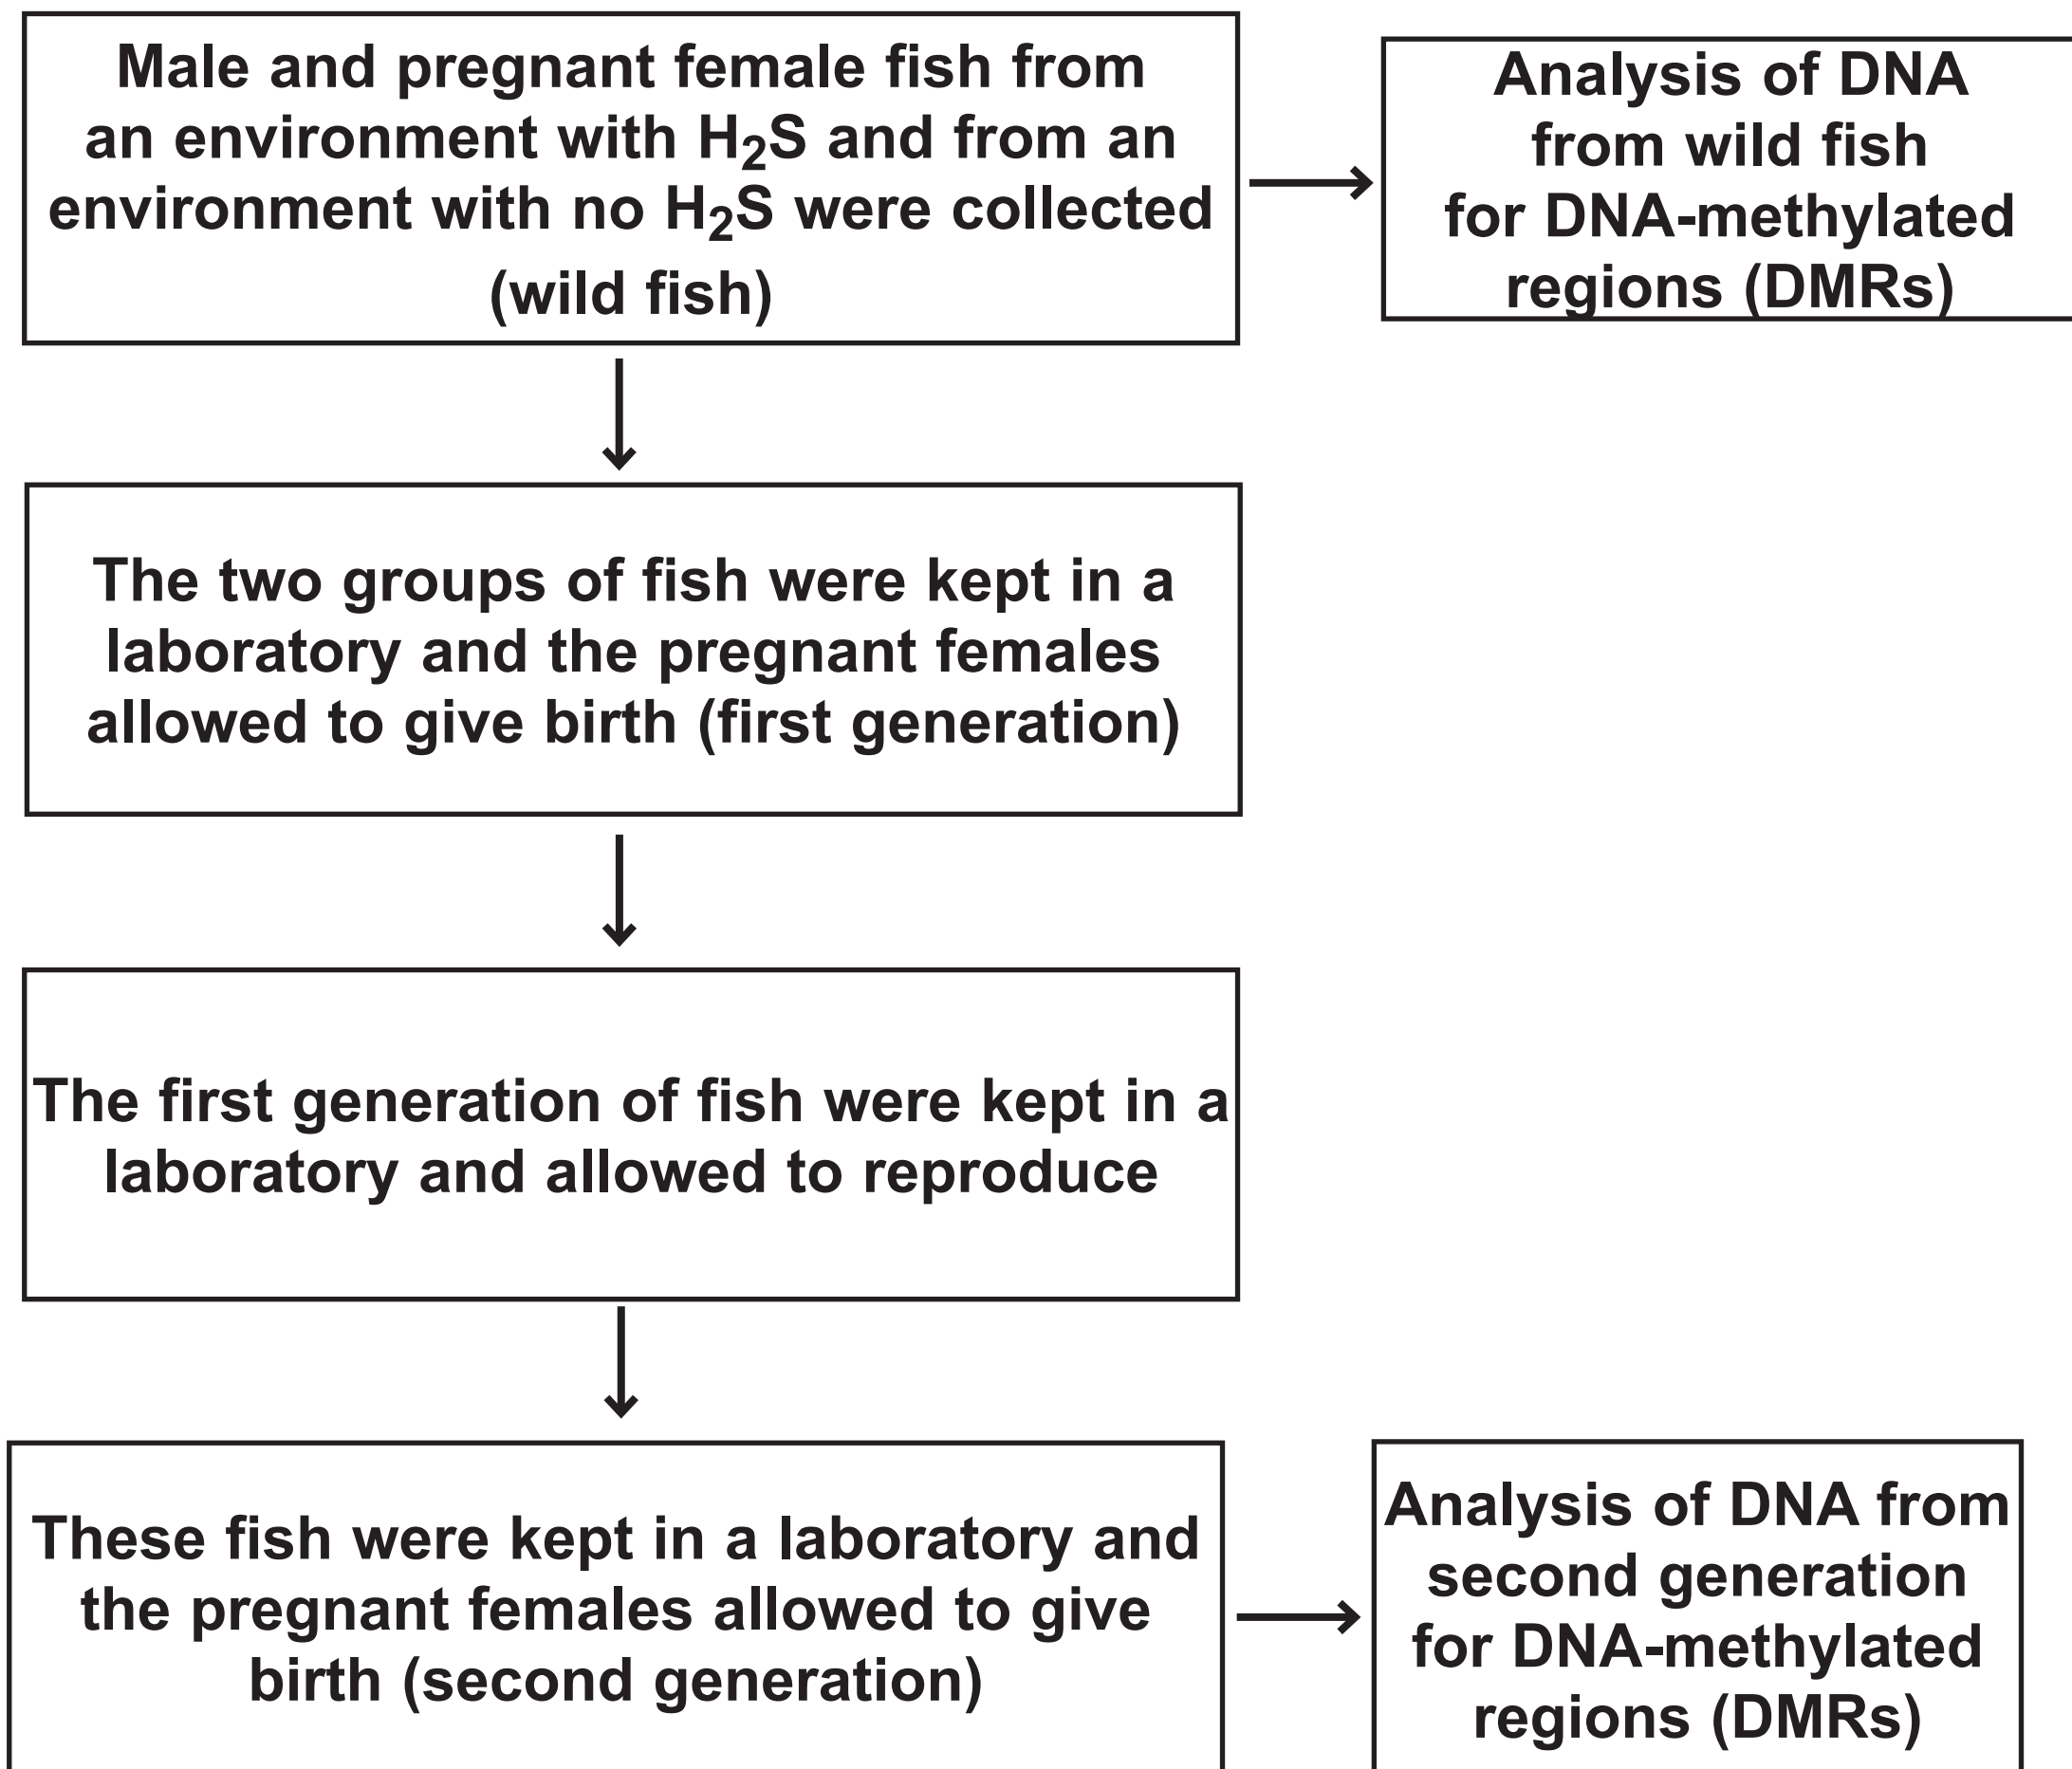 Male and pregnant female fish from
an environment with H₂S and from an
environment with no H₂S were collected
(wild fish)
Analysis of DNA
from wild fish
for DNA-methylated
regions (DMRs)
The two groups of fish were kept in a
laboratory and the pregnant females
allowed to give birth (first generation)
The first generation of fish were kept in a
laboratory and allowed to reproduce
These fish were kept in a laboratory and
the pregnant females allowed to give
birth (second generation)
Analysis of DNA from
second generation
for DNA-methylated
regions (DMRs)